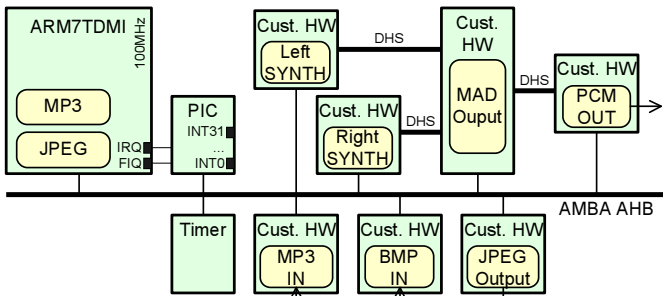 ARM7TDMI
100MHz
MP3
JPEG
IRQ
FIQ
PIC
INT31
...
INT0
Cust. HW
Left
SYNTH
DHS
Cust. HW
Right
SYNTH
DHS
Cust.
HW
MAD
Ouput
DHS
Cust. HW
PCM
OUT
AMBA AHB
Timer
Cust. HW
MP3
IN
Cust. HW
BMP
IN
Cust. HW
JPEG
Output